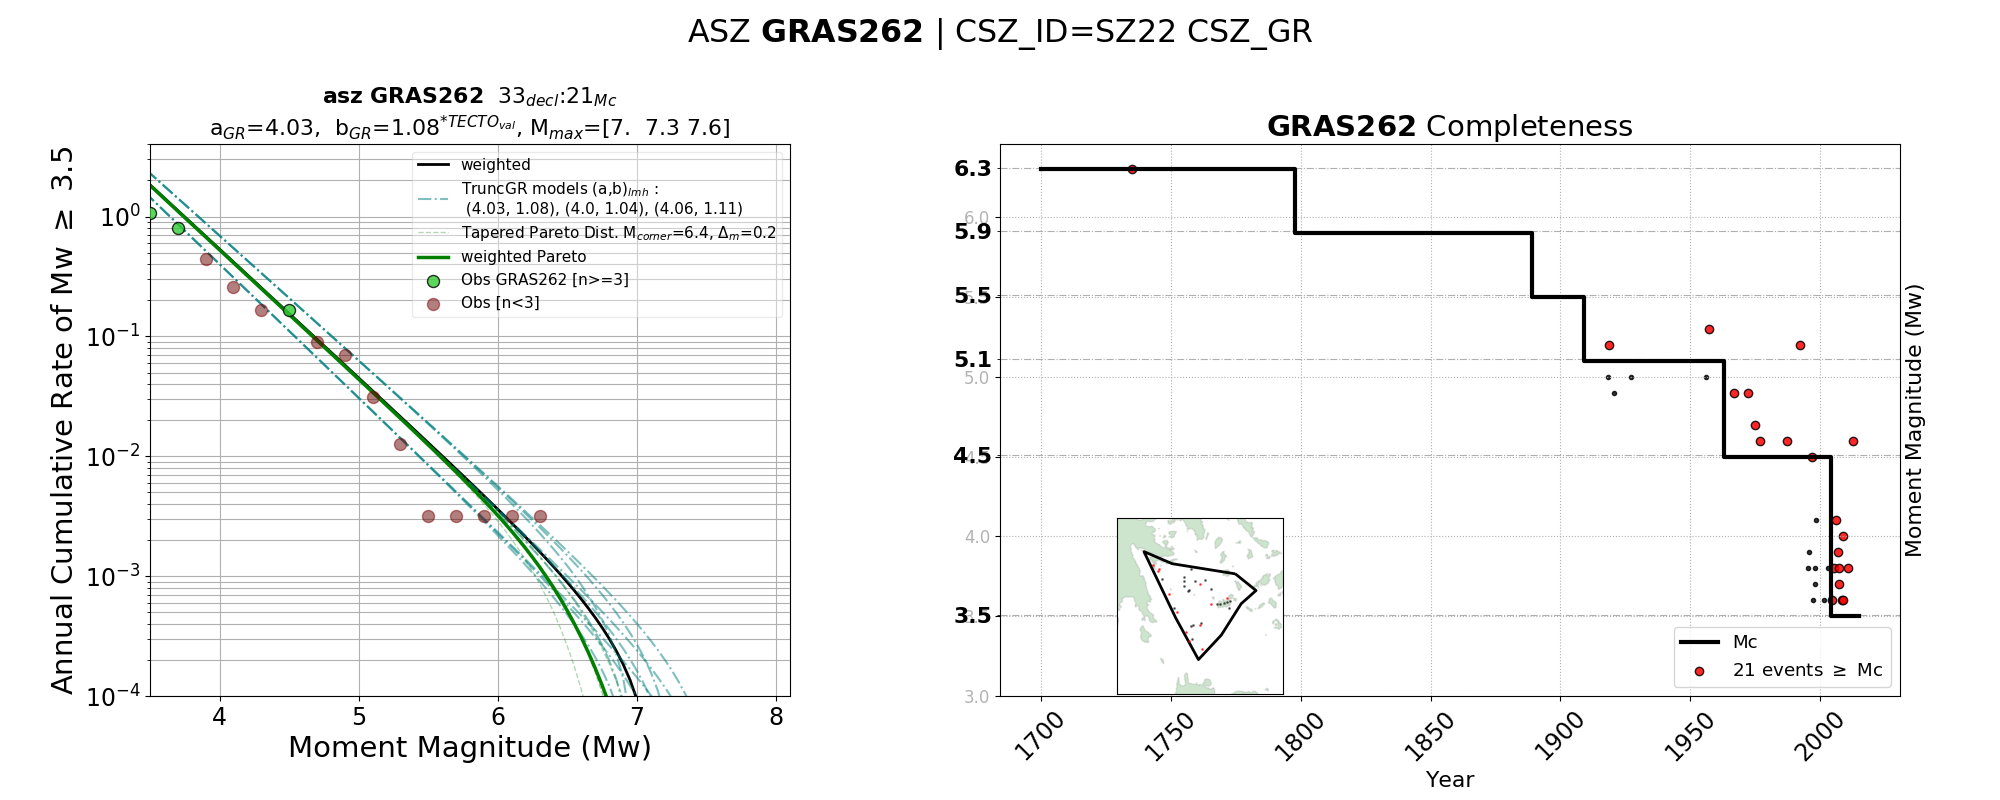 ASZ GRAS262 | CSZ_ID=SZ22 CSZ_GR
asz GRAS262 33decl:21Mc
aGR=4.03, bGR=1.08*TECTOval, Mmax=[7. 7.3 7.6]
Annual Cumulative Rate of Mw ≥ 3.5
10^0
10^-1
10^-2
10^-3
10^-4
weighted
TruncGR models (a,b)lmh :
(4.03, 1.08), (4.0, 1.04), (4.06, 1.11)
Tapered Pareto Dist. Mcorner=6.4, Δm=0.2
weighted Pareto
Obs GRAS262 [n>=3]
Obs [n<3]
4 5 6 7 8
Moment Magnitude (Mw)
GRAS262 Completeness
6.3
6.0
5.9
5.5
5.5
5.1
5.0
4.5
4.5
4.0
3.5
3.5
3.0
Moment Magnitude (Mw)
Mc
21 events ≥ Mc
1700 1750 1800 1850 1900 1950 2000
Year